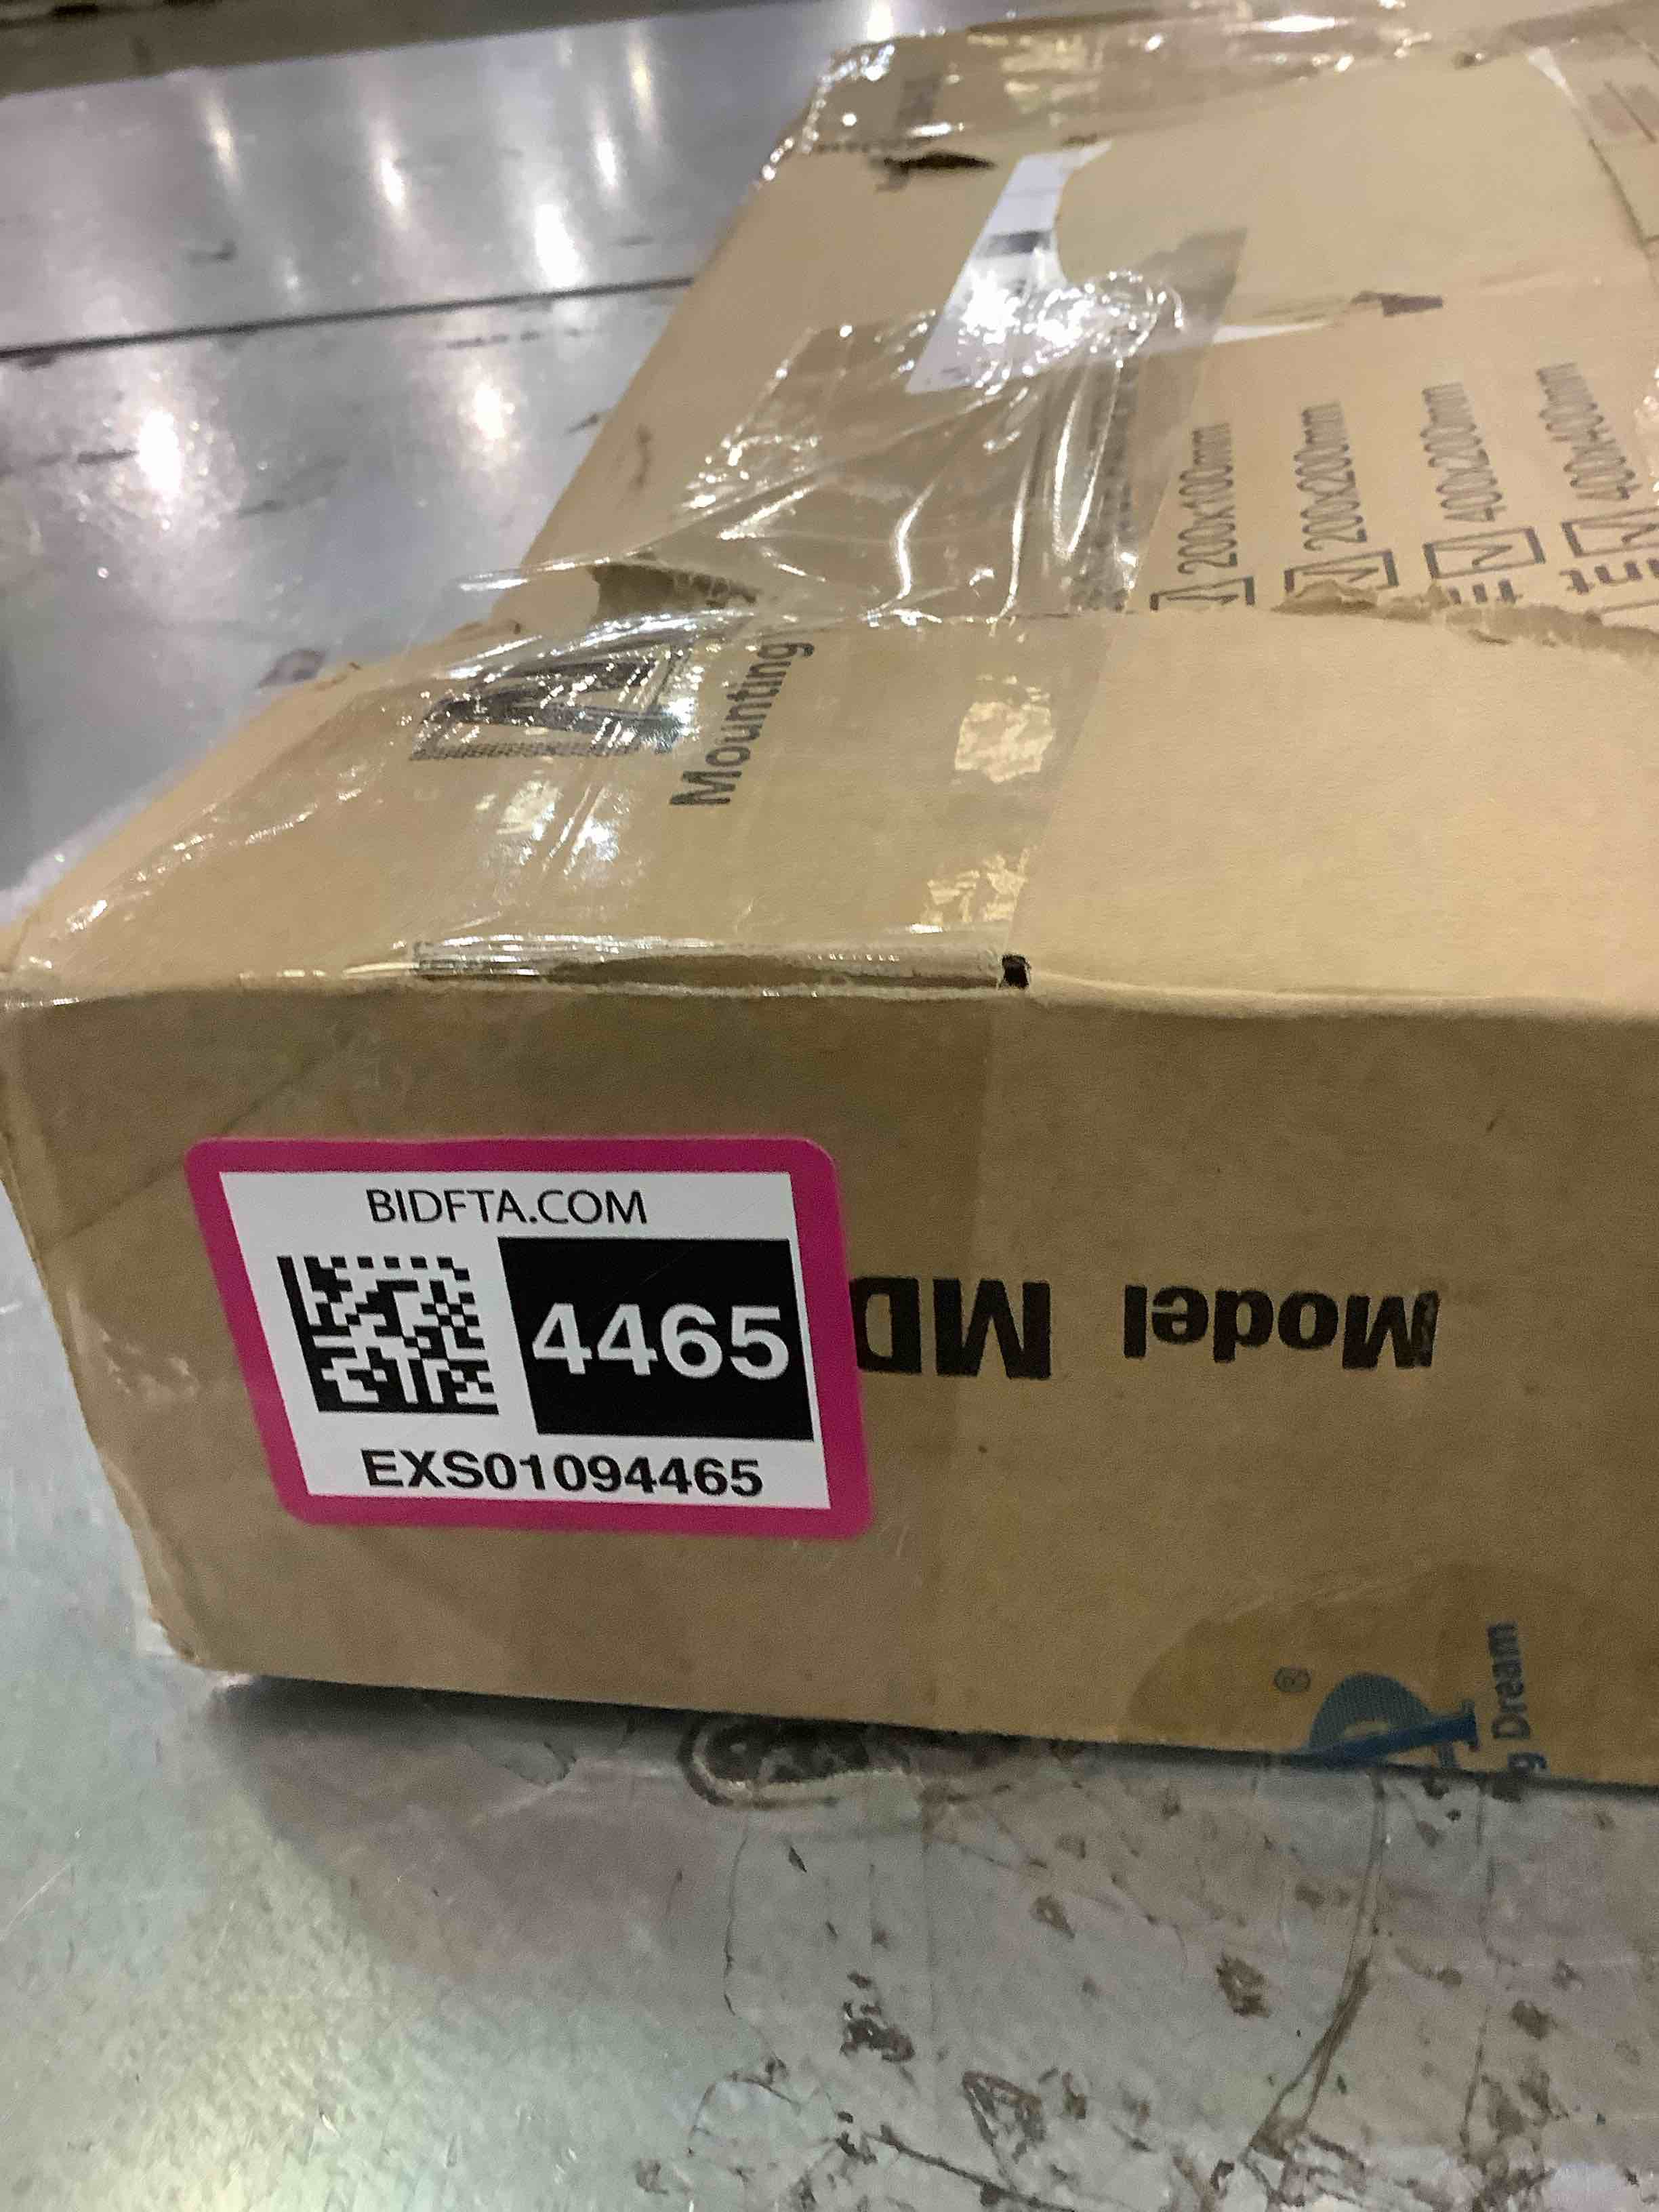 Mounting
200x100mm
200x200mm
400x200mm
400x400mm
BIDFTA.COM
4465
EXS01094465
Model MD
®
g Dream